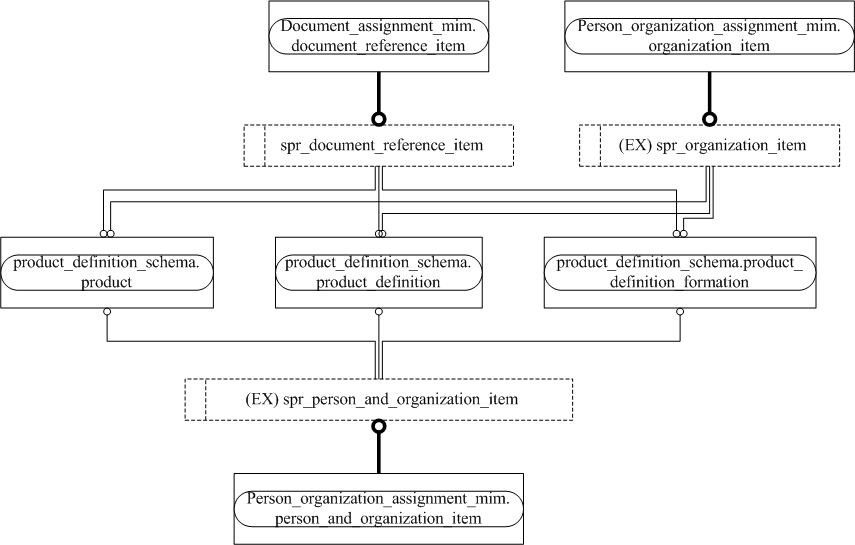 Document_assignment_mim.
document_reference_item
Person_organization_assignment_mim.
organization_item
spr_document_reference_item
(EX) spr_organization_item
product_definition_schema.
product
product_definition_schema.
product_definition
product_definition_schema.product_
definition_formation
(EX) spr_person_and_organization_item
Person_organization_assignment_mim.
person_and_organization_item